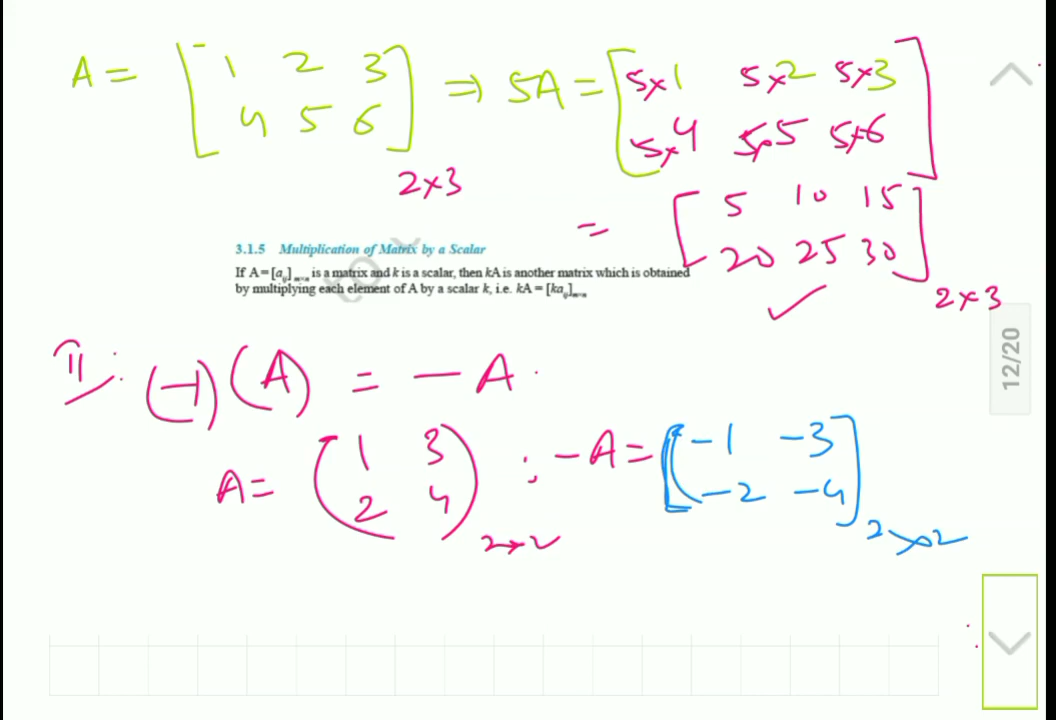 A = [1 2 3 ⇒ 5A = [5×1 5×2 5×3
4 5 6] 5×4 5×5 5×6]
2×3
= [5 10 15
20 25 30]
2×3
3.1.5 Multiplication of Matrix by a Scalar
If A=[aij]m×n is a matrix and k is a scalar, then kA is another matrix which is obtained
by multiplying each element of A by a scalar k, i.e. kA = [kaij]m×n
II. (-1)(A) = -A.
A = (1 3 ; -A = [-1 -3
2 4) -2 -4]
2×2 2×2
12/20